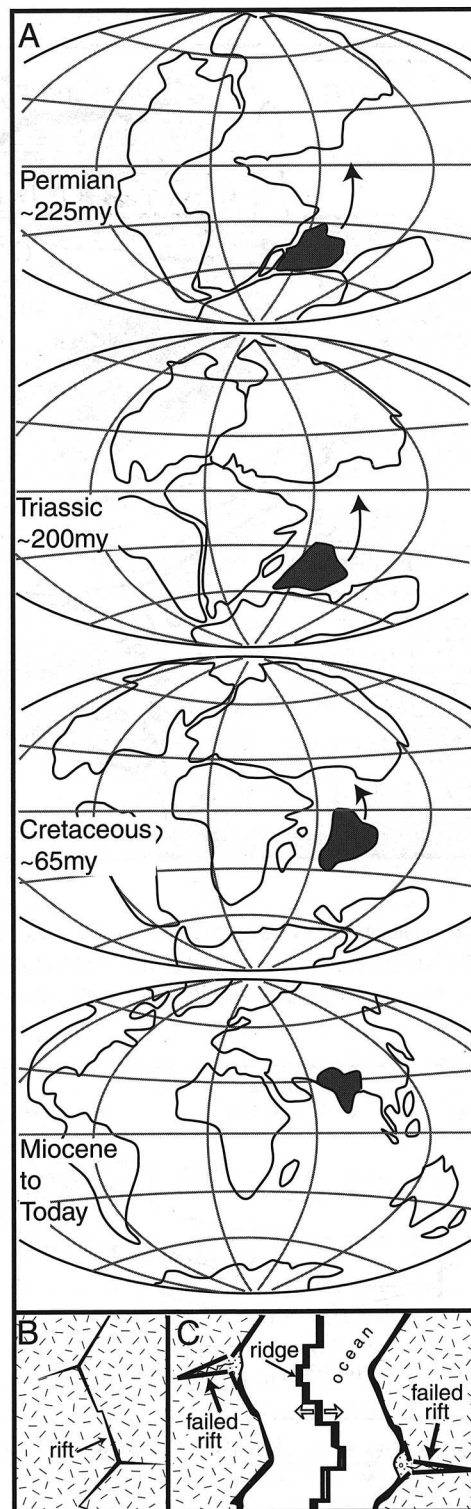 A
Permian
~225my
Triassic
~200my
Cretaceous
~65my
Miocene
to
Today
B
rift
C
ridge
ocean
failed
rift
failed
rift